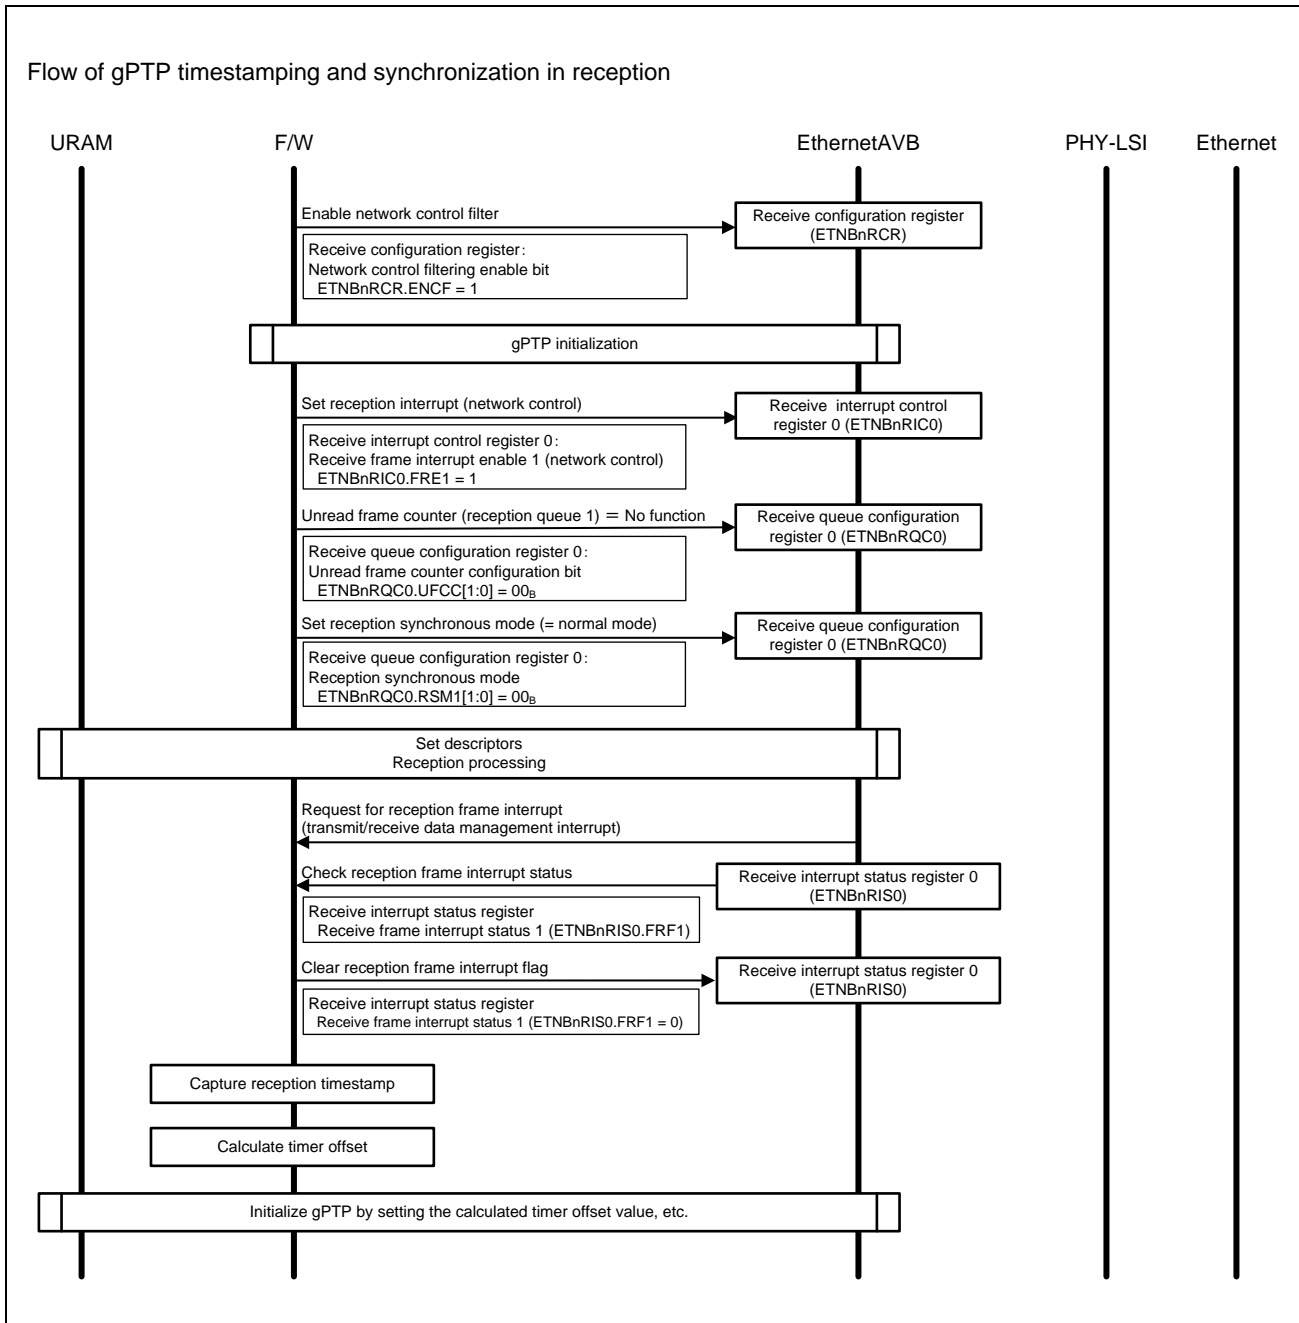 Flow of gPTP timestamping and synchronization in reception
URAM
F/W
EthernetAVB
PHY-LSI
Ethernet
Enable network control filter
Receive configuration register
(ETNBnRCR)
Receive configuration register:
Network control filtering enable bit
ETNBnRCR.ENCF = 1
gPTP initialization
Set reception interrupt (network control)
Receive interrupt control
register 0 (ETNBnRIC0)
Receive interrupt control register 0:
Receive frame interrupt enable 1 (network control)
ETNBnRIC0.FRE1 = 1
Unread frame counter (reception queue 1) = No function
Receive queue configuration
register 0 (ETNBnRQC0)
Receive queue configuration register 0:
Unread frame counter configuration bit
ETNBnRQC0.UFCC[1:0] = 00B
Set reception synchronous mode (= normal mode)
Receive queue configuration
register 0 (ETNBnRQC0)
Receive queue configuration register 0:
Reception synchronous mode
ETNBnRQC0.RSM1[1:0] = 00B
Set descriptors
Reception processing
Request for reception frame interrupt
(transmit/receive data management interrupt)
Check reception frame interrupt status
Receive interrupt status register 0
(ETNBnRIS0)
Receive interrupt status register
Receive frame interrupt status 1 (ETNBnRIS0.FRF1)
Clear reception frame interrupt flag
Receive interrupt status register 0
(ETNBnRIS0)
Receive interrupt status register
Receive frame interrupt status 1 (ETNBnRIS0.FRF1 = 0)
Capture reception timestamp
Calculate timer offset
Initialize gPTP by setting the calculated timer offset value, etc.